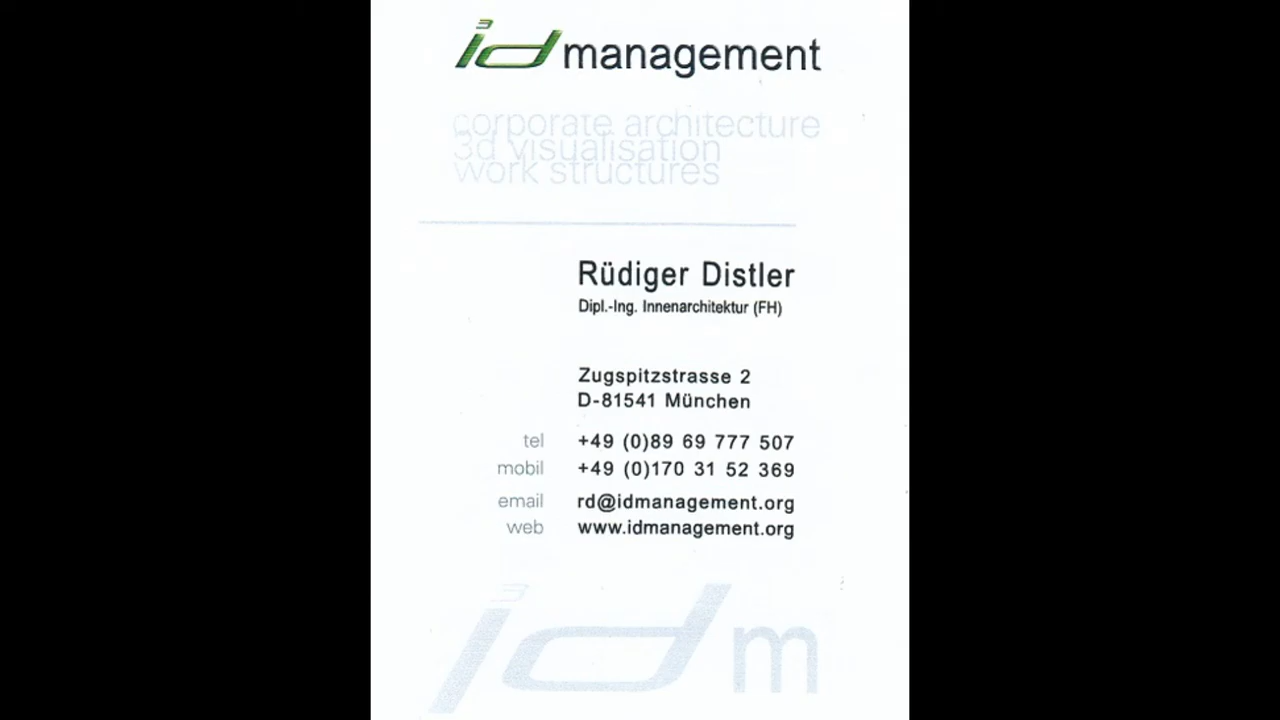 i³d management
corporate architecture
3d visualisation
work structures
Rüdiger Distler
Dipl.-Ing. Innenarchitektur (FH)
Zugspitzstrasse 2
D-81541 München
tel +49 (0)89 69 777 507
mobil +49 (0)170 31 52 369
email rd@idmanagement.org
web www.idmanagement.org
i³d m